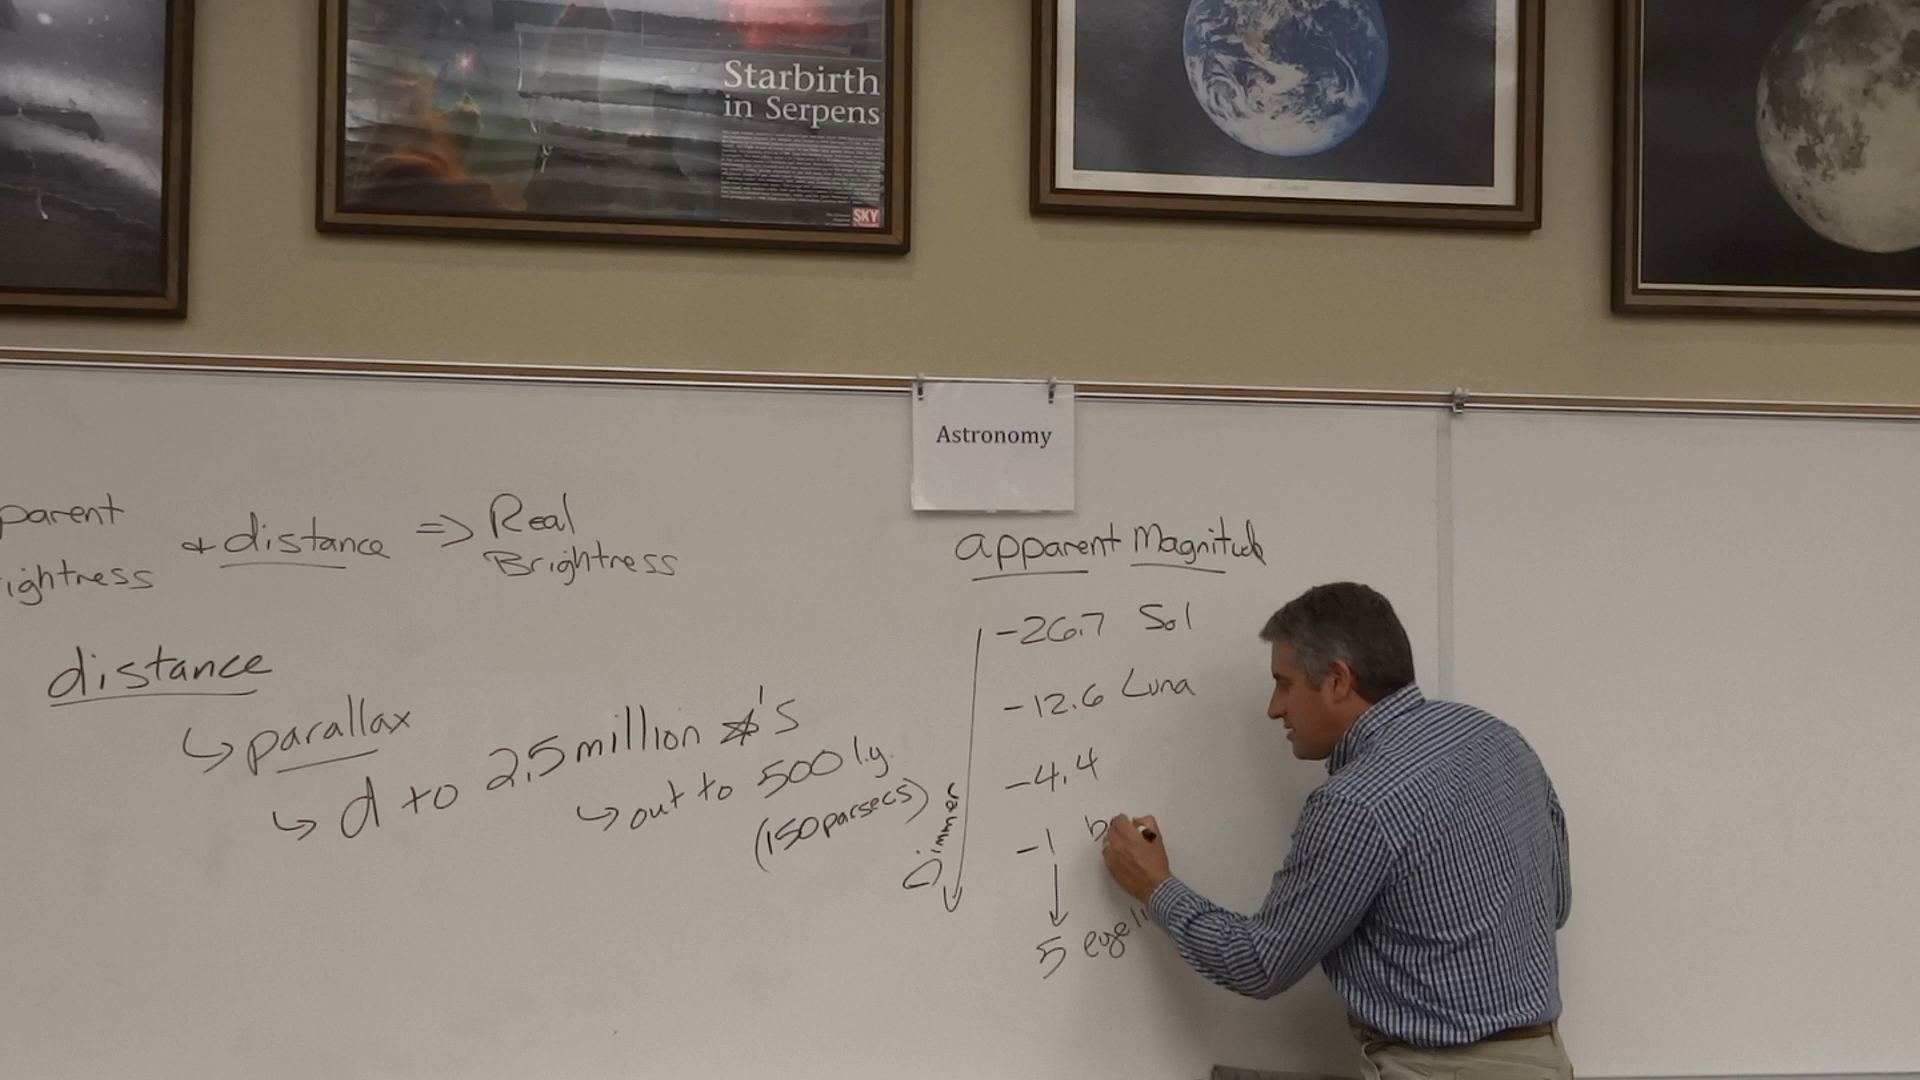 Starbirth
in Serpens
SKY
Astronomy
parent
ightness
+ distance => Real
Brightness
distance
↳ parallax
↳ d to 2.5 million ☆'s
↳ out to 500 l.y.
(150 parsecs)
apparent Magnitude
Dimmer
-26.7 Sol
-12.6 Luna
-4.4
-1 b
5 eyeli